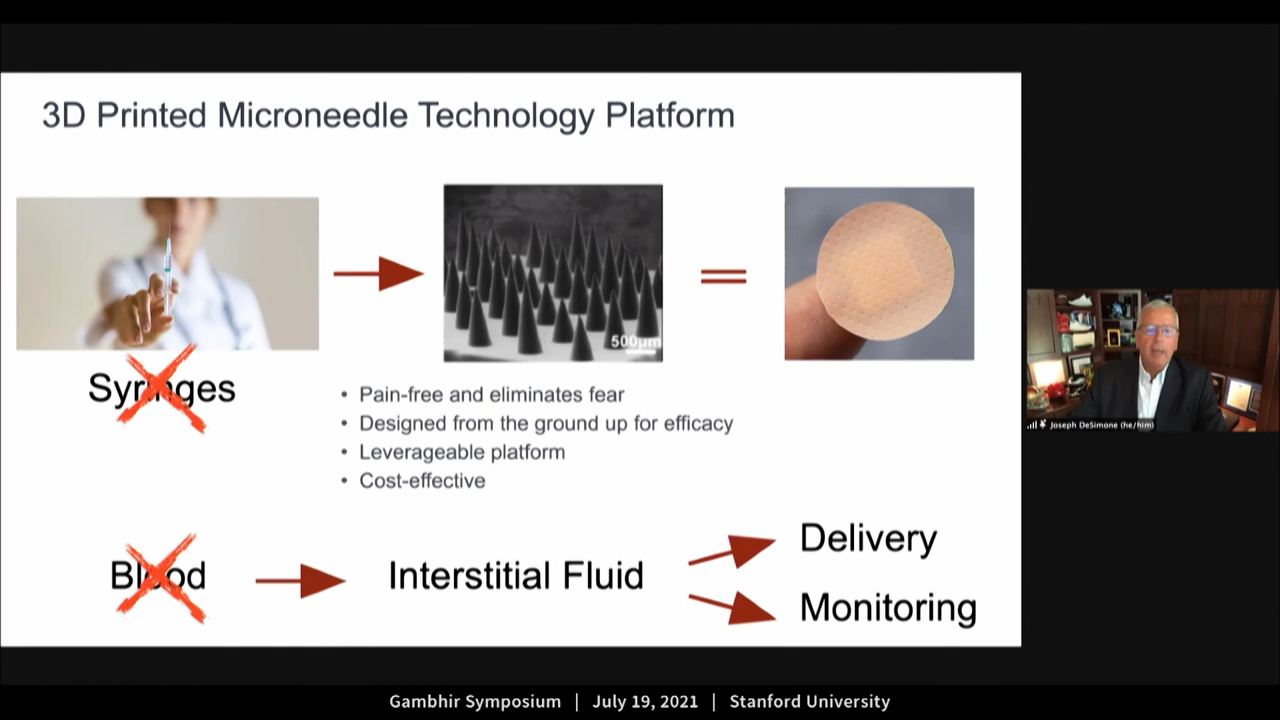 3D Printed Microneedle Technology Platform
500µm
Syringes
• Pain-free and eliminates fear
• Designed from the ground up for efficacy
• Leverageable platform
• Cost-effective
Blood
Interstitial Fluid
Delivery
Monitoring
Joseph DeSimone (he/him)
Gambhir Symposium | July 19, 2021 | Stanford University